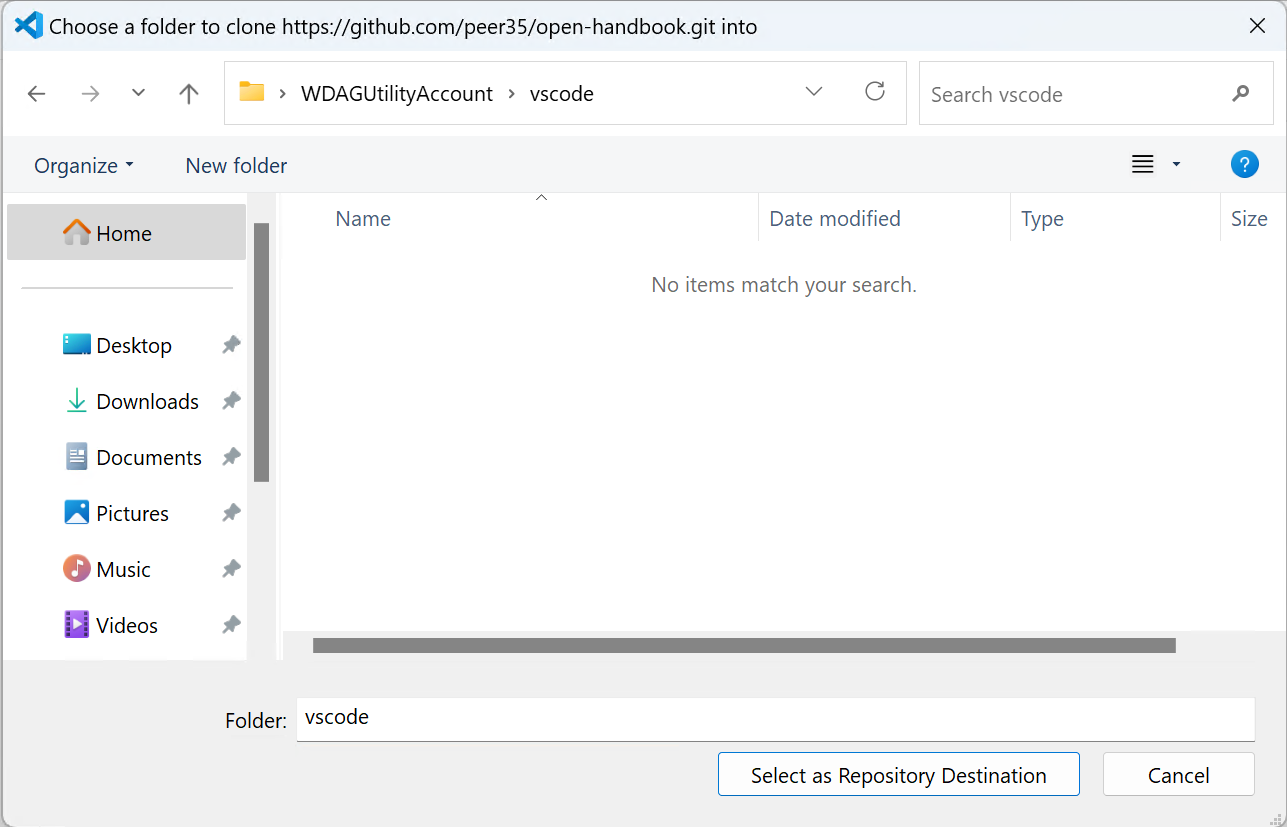 Choose a folder to clone https://github.com/peer35/open-handbook.git into
WDAGUtilityAccount > vscode
Search vscode
Organize
New folder
?
Name
Date modified
Type
Size
No items match your search.
Home
Desktop
Downloads
Documents
Pictures
Music
Videos
Folder:
vscode
Select as Repository Destination
Cancel